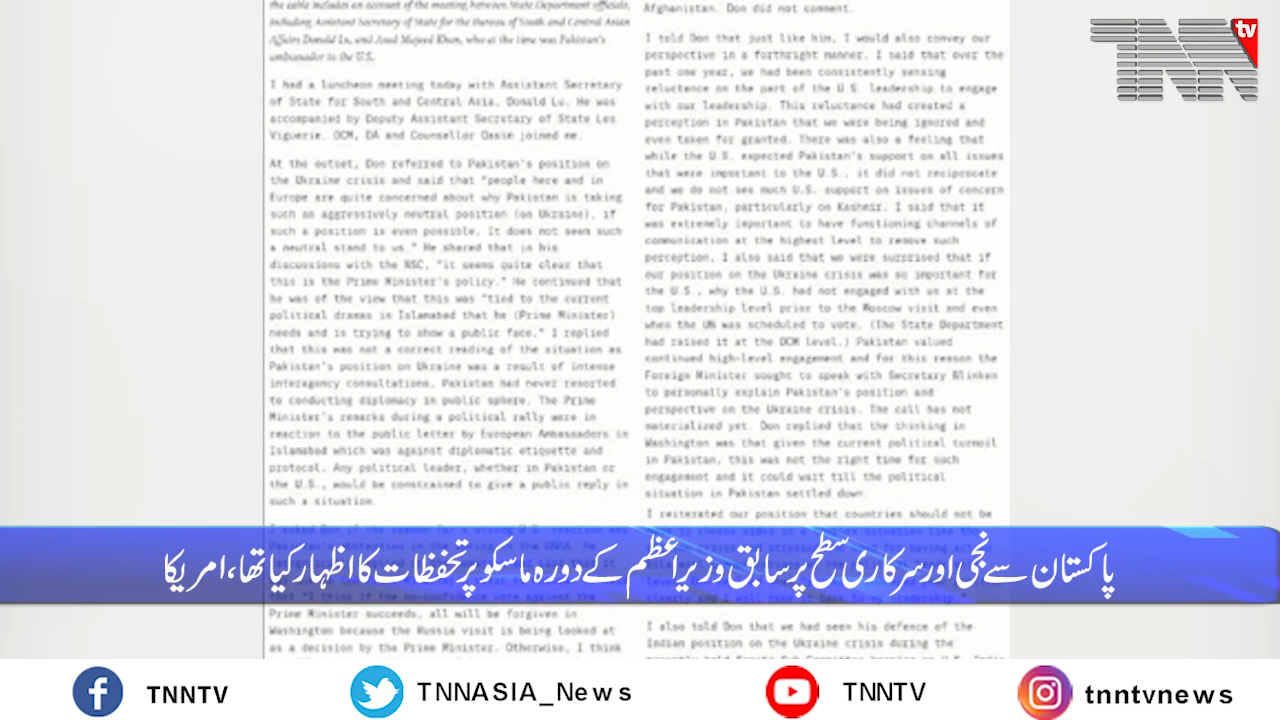 the cable includes an account of the meeting between State Department officials,
including Assistant Secretary of State for the Bureau of South and Central Asian
Affairs Donald Lu, and Asad Majeed Khan, who at the time was Pakistan's
ambassador to the U.S.
I had a luncheon meeting today with Assistant Secretary
of State for South and Central Asia, Donald Lu. He was
accompanied by Deputy Assistant Secretary of State Les
Viguerie. DCM, DA and Counsellor Qasim joined me.
At the outset, Don referred to Pakistan's position on
the Ukraine crisis and said that "people here and in
Europe are quite concerned about why Pakistan is taking
such an aggressively neutral position (on Ukraine), if
such a position is even possible. It does not seem such
a neutral stand to us." He shared that in his
discussions with the NSC, "it seems quite clear that
this is the Prime Minister's policy." He continued that
he was of the view that this was "tied to the current
political dramas in Islamabad that he (Prime Minister)
needs and is trying to show a public face." I replied
that this was not a correct reading of the situation as
Pakistan's position on Ukraine was a result of intense
interagency consultations. Pakistan had never resorted
to conducting diplomacy in public sphere. The Prime
Minister's remarks during a political rally were in
reaction to the public letter by European Ambassadors in
Islamabad which was against diplomatic etiquette and
protocol. Any political leader, whether in Pakistan or
the U.S., would be constrained to give a public reply in
such a situation.
I asked Don if the reason for a strong U.S. reaction was
that "I think if the no-confidence vote against the
Prime Minister succeeds, all will be forgiven in
Washington because the Russia visit is being looked at
as a decision by the Prime Minister. Otherwise, I think
Afghanistan. Don did not comment.
I told Don that just like him, I would also convey our
perspective in a forthright manner. I said that over the
past one year, we had been consistently sensing
reluctance on the part of the U.S. leadership to engage
with our leadership. This reluctance had created a
perception in Pakistan that we were being ignored and
even taken for granted. There was also a feeling that
while the U.S. expected Pakistan's support on all issues
that were important to the U.S., it did not reciprocate
and we do not see much U.S. support on issues of concern
for Pakistan, particularly on Kashmir. I said that it
was extremely important to have functioning channels of
communication at the highest level to remove such
perception. I also said that we were surprised that if
our position on the Ukraine crisis was so important for
the U.S., why the U.S. had not engaged with us at the
top leadership level prior to the Moscow visit and even
when the UN was scheduled to vote. (The State Department
had raised it at the DCM level.) Pakistan valued
continued high-level engagement and for this reason the
Foreign Minister sought to speak with Secretary Blinken
to personally explain Pakistan's position and
perspective on the Ukraine crisis. The call has not
materialized yet. Don replied that the thinking in
Washington was that given the current political turmoil
in Pakistan, this was not the right time for such
engagement and it could wait till the political
situation in Pakistan settled down.
I reiterated our position that countries should not be
I also told Don that we had seen his defence of the
Indian position on the Ukraine crisis during the
TNN tv
پاکستان سے نجی اور سرکاری سطح پر سابق وزیراعظم کے دورہ ماسکو پر تحفظات کا اظہار کیا تھا، امریکا
TNNTV
TNNASIA_News
TNNTV
tnntvnews